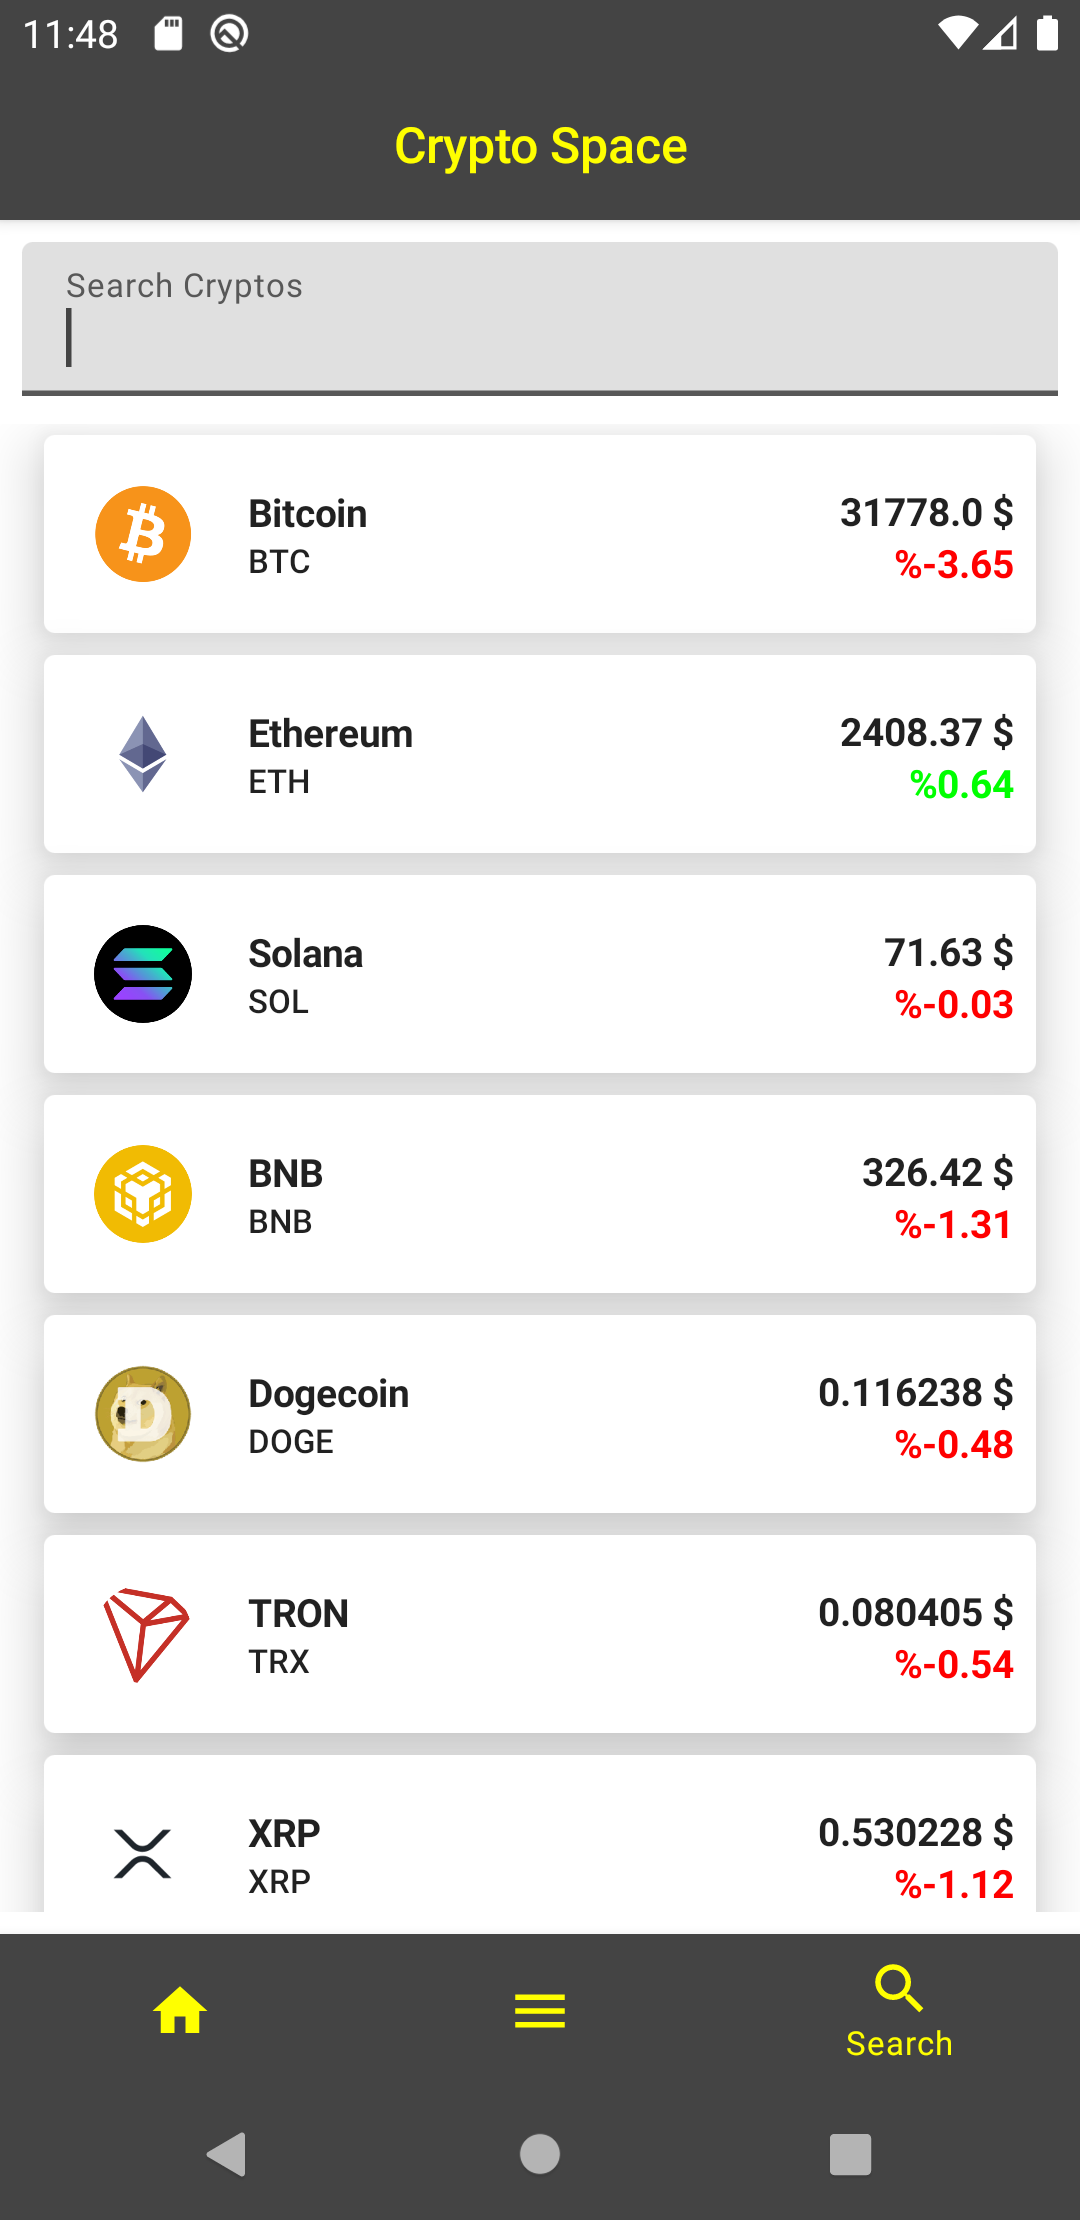 11:48
Crypto Space
Search Cryptos
Bitcoin
31778.0 $
BTC
%-3.65
Ethereum
2408.37 $
ETH
%0.64
Solana
71.63 $
SOL
%-0.03
BNB
326.42 $
BNB
%-1.31
Dogecoin
0.116238 $
DOGE
%-0.48
TRON
0.080405 $
TRX
%-0.54
XRP
0.530228 $
XRP
%-1.12
Search